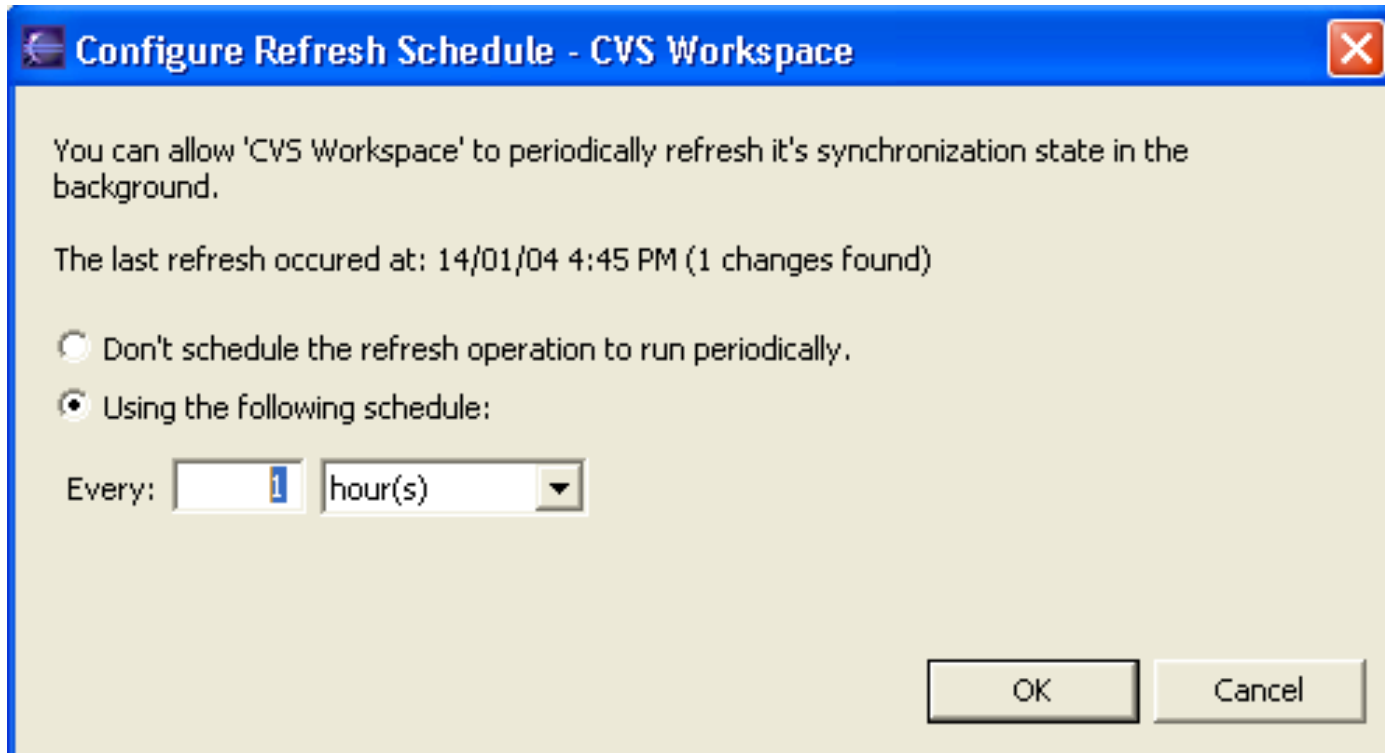 Configure Refresh Schedule - CVS Workspace
You can allow 'CVS Workspace' to periodically refresh it's synchronization state in the
background.
The last refresh occured at: 14/01/04 4:45 PM (1 changes found)
Don't schedule the refresh operation to run periodically.
Using the following schedule:
Every: 1 hour(s)
OK Cancel